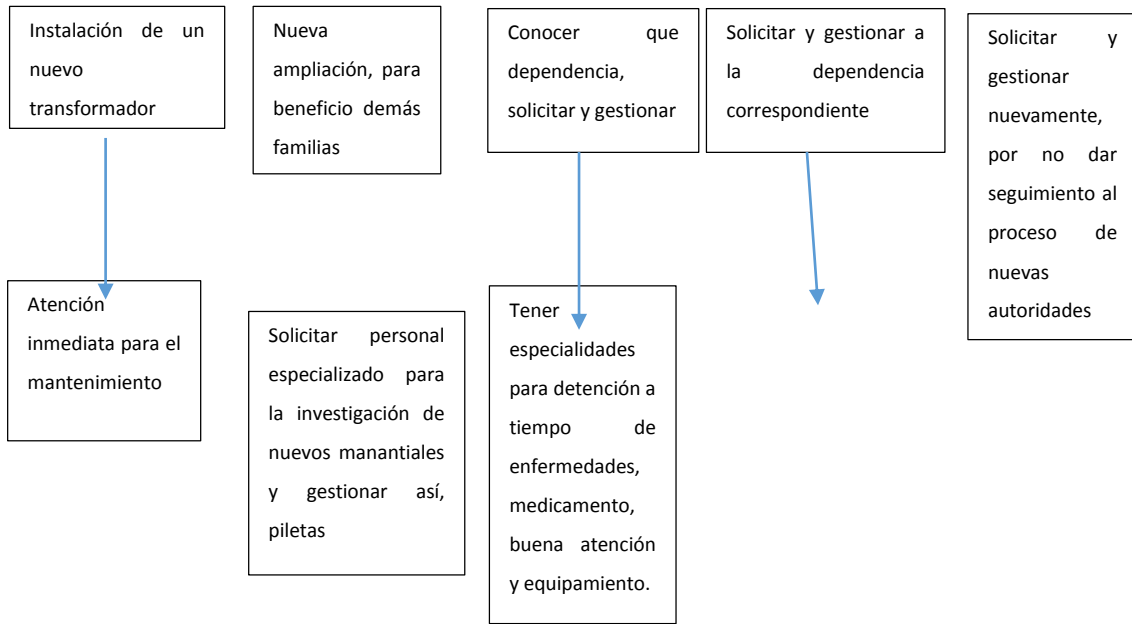 Instalación de un
nuevo
transformador
Nueva
ampliación, para
beneficio demás
familias
Conocer que
dependencia,
solicitar y gestionar
Solicitar y gestionar a
la dependencia
correspondiente
Solicitar y
gestionar
nuevamente,
por no dar
seguimiento al
proceso de
nuevas
autoridades
Atención
inmediata para el
mantenimiento
Solicitar personal
especializado para
la investigación de
nuevos manantiales
y gestionar así,
piletas
Tener
especialidades
para detención a
tiempo de
enfermedades,
medicamento,
buena atención
y equipamiento.